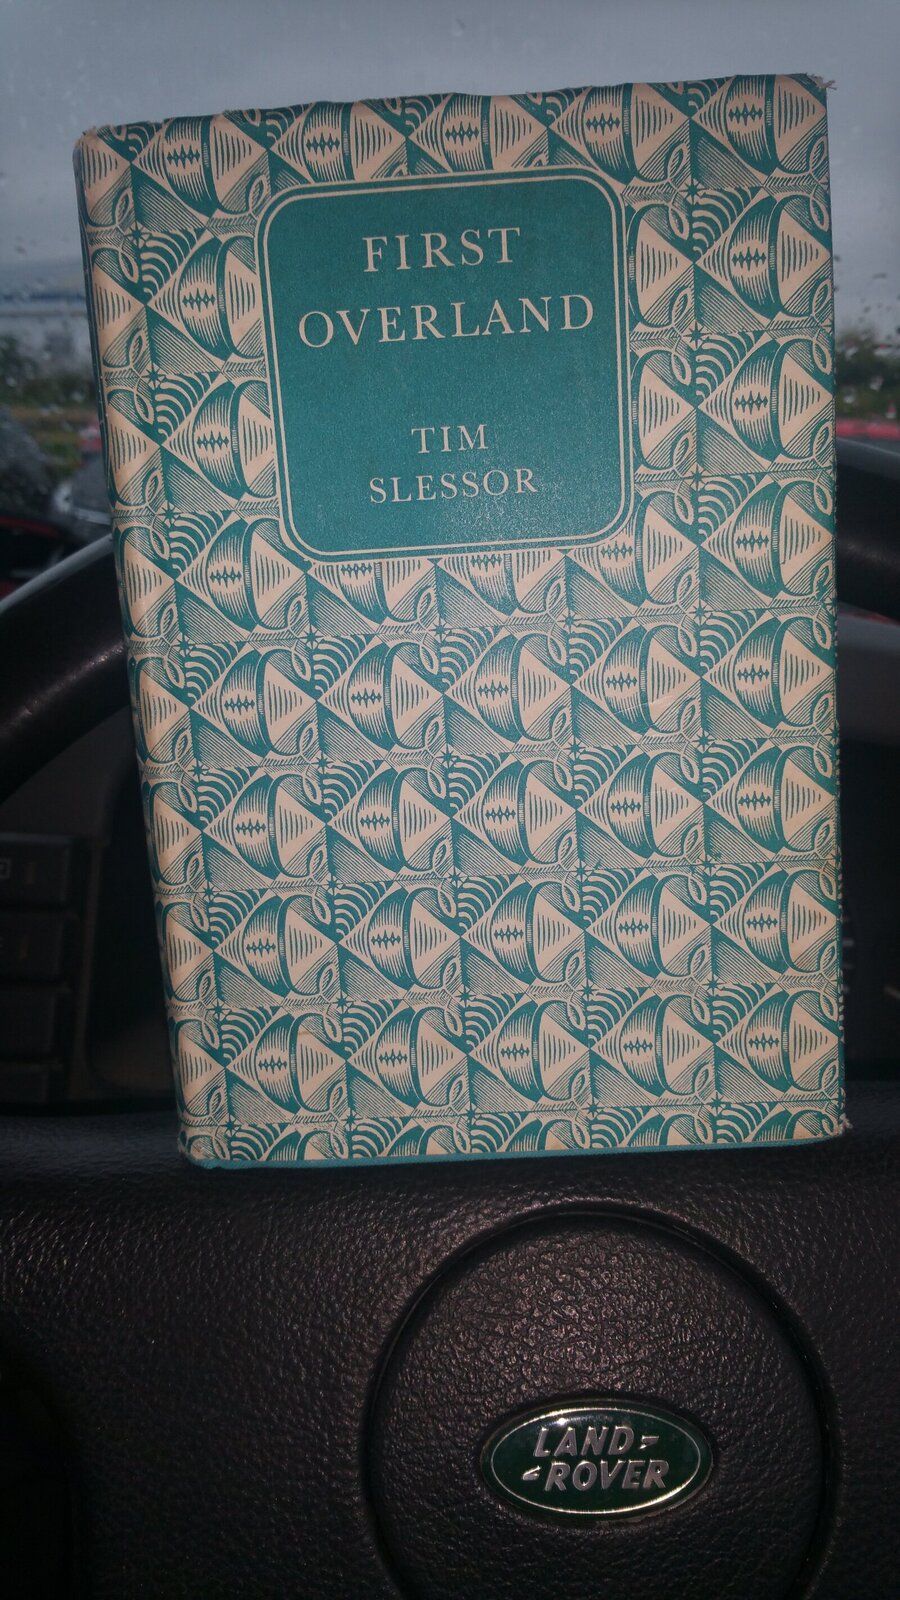 FIRST
OVERLAND
TIM
SLESSOR
LAND-
-ROVER